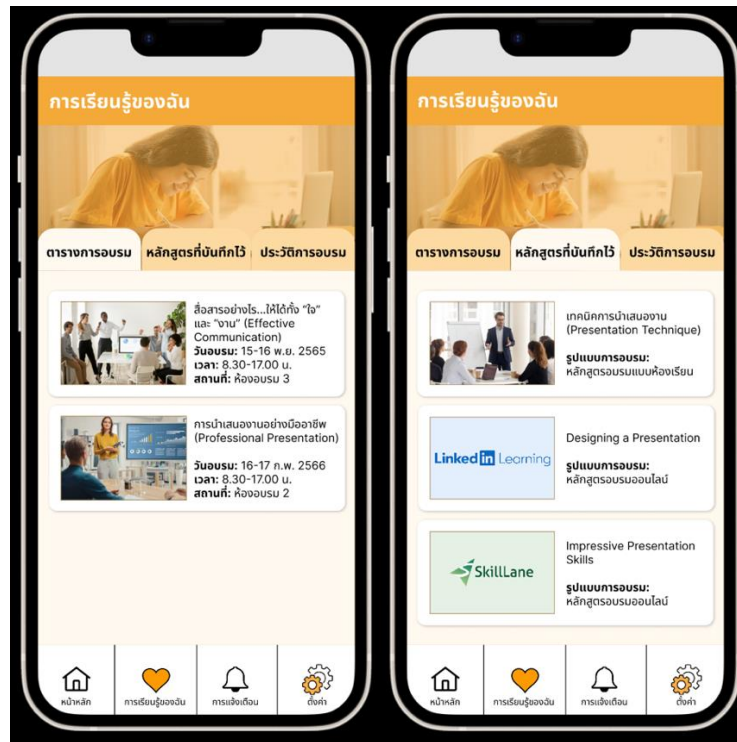 การเรียนรู้ของฉัน
ตารางการอบรม
หลักสูตรที่บันทึกไว้
ประวัติการอบรม
สื่อสารอย่างไร...ให้ได้ทั้ง “ใจ”
และ “งาน” (Effective
Communication)
วันอบรม: 15-16 พ.ย. 2565
เวลา: 8.30-17.00 น.
สถานที่: ห้องอบรม 3
การนำเสนองานอย่างมืออาชีพ
(Professional Presentation)
วันอบรม: 16-17 ก.พ. 2566
เวลา: 8.30-17.00 น.
สถานที่: ห้องอบรม 2
หน้าหลัก
การเรียนรู้ของฉัน
การแจ้งเตือน
ตั้งค่า
การเรียนรู้ของฉัน
ตารางการอบรม
หลักสูตรที่บันทึกไว้
ประวัติการอบรม
เทคนิคการนำเสนองาน
(Presentation Technique)
รูปแบบการอบรม:
หลักสูตรอบรมแบบห้องเรียน
Linked in Learning
Designing a Presentation
รูปแบบการอบรม:
หลักสูตรอบรมออนไลน์
SkillLane
Impressive Presentation
Skills
รูปแบบการอบรม:
หลักสูตรอบรมออนไลน์
หน้าหลัก
การเรียนรู้ของฉัน
การแจ้งเตือน
ตั้งค่า